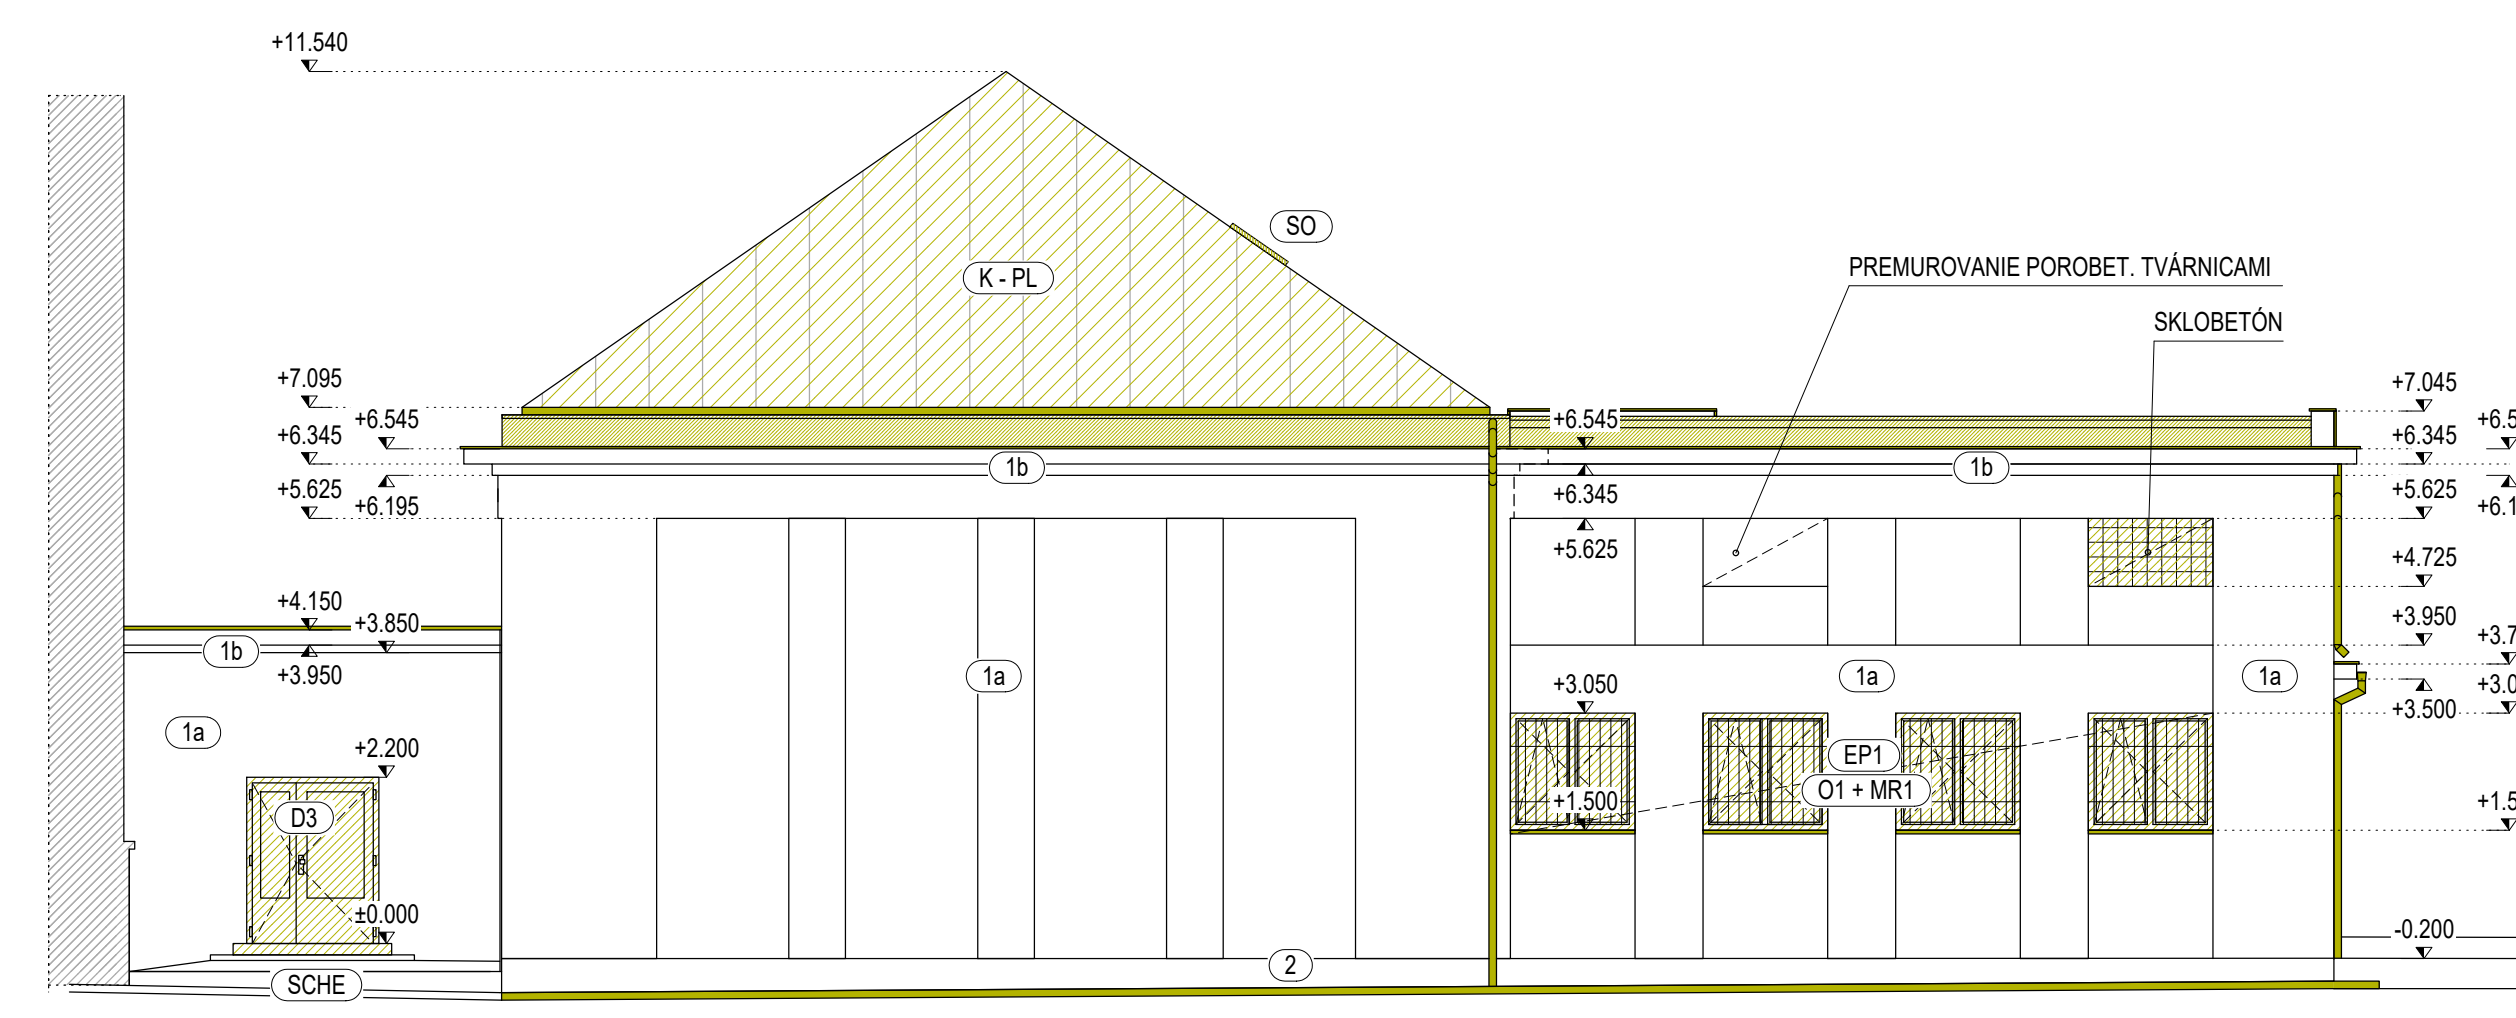 +11.540
SO
K - PL
PREMUROVANIE POROBET. TVÁRNICAMI
SKLOBETÓN
+7.095
+6.545
+6.345
+5.625
+6.195
1b
+6.545
+6.345
+5.625
1b
+7.045
+6.345
+5.625
+4.725
+3.950
+3.500
-0.200
+4.150
+3.850
1b
+3.950
1a
+2.200
D3
±0.000
SCHE
1a
2
+3.050
1a
1a
EP1
O1 + MR1
+1.500